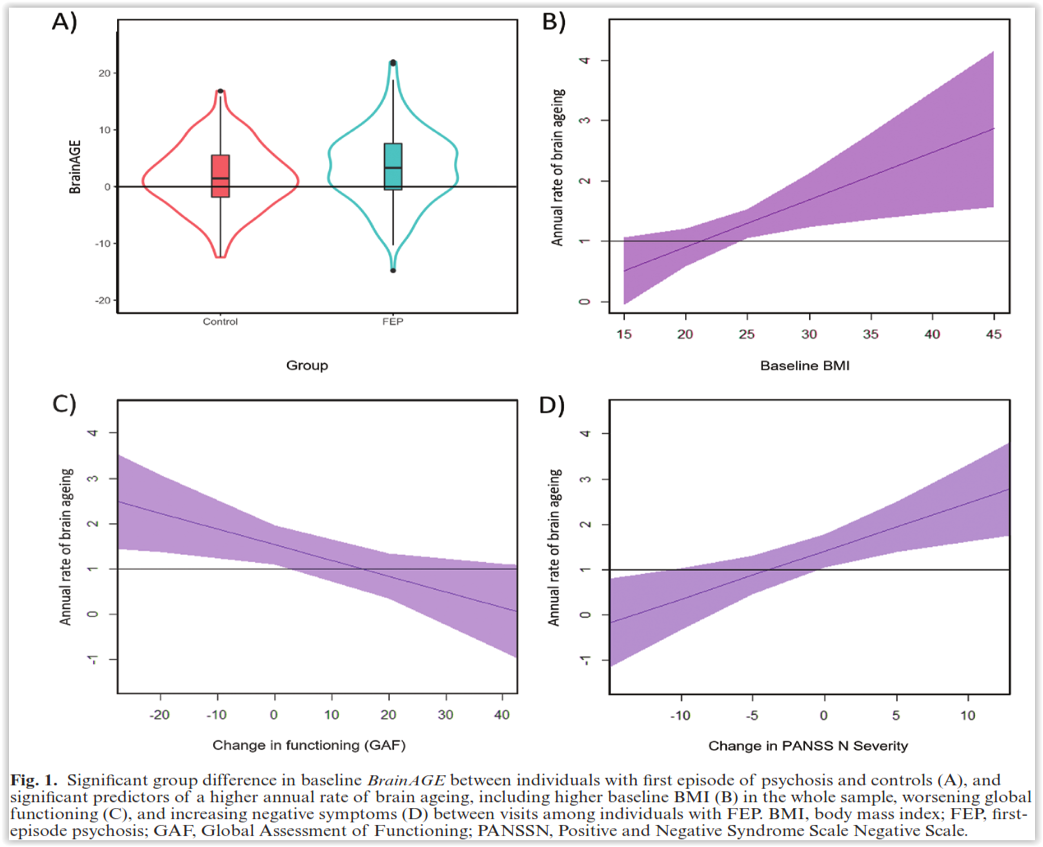 A)
BrainAGE
20
10
0
-10
-20
Control
FEP
Group
B)
Annual rate of brain ageing
4
3
2
1
0
15 20 25 30 35 40 45
Baseline BMI
C)
Annual rate of brain ageing
4
3
2
1
0
-1
-20 -10 0 10 20 30 40
Change in functioning (GAF)
D)
Annual rate of brain ageing
4
3
2
1
0
-1
-10 -5 0 5 10
Change in PANSS N Severity
Fig. 1. Significant group difference in baseline BrainAGE between individuals with first episode of psychosis and controls (A), and
significant predictors of a higher annual rate of brain ageing, including higher baseline BMI (B) in the whole sample, worsening global
functioning (C), and increasing negative symptoms (D) between visits among individuals with FEP. BMI, body mass index; FEP, first-
episode psychosis; GAF, Global Assessment of Functioning; PANSSN, Positive and Negative Syndrome Scale Negative Scale.